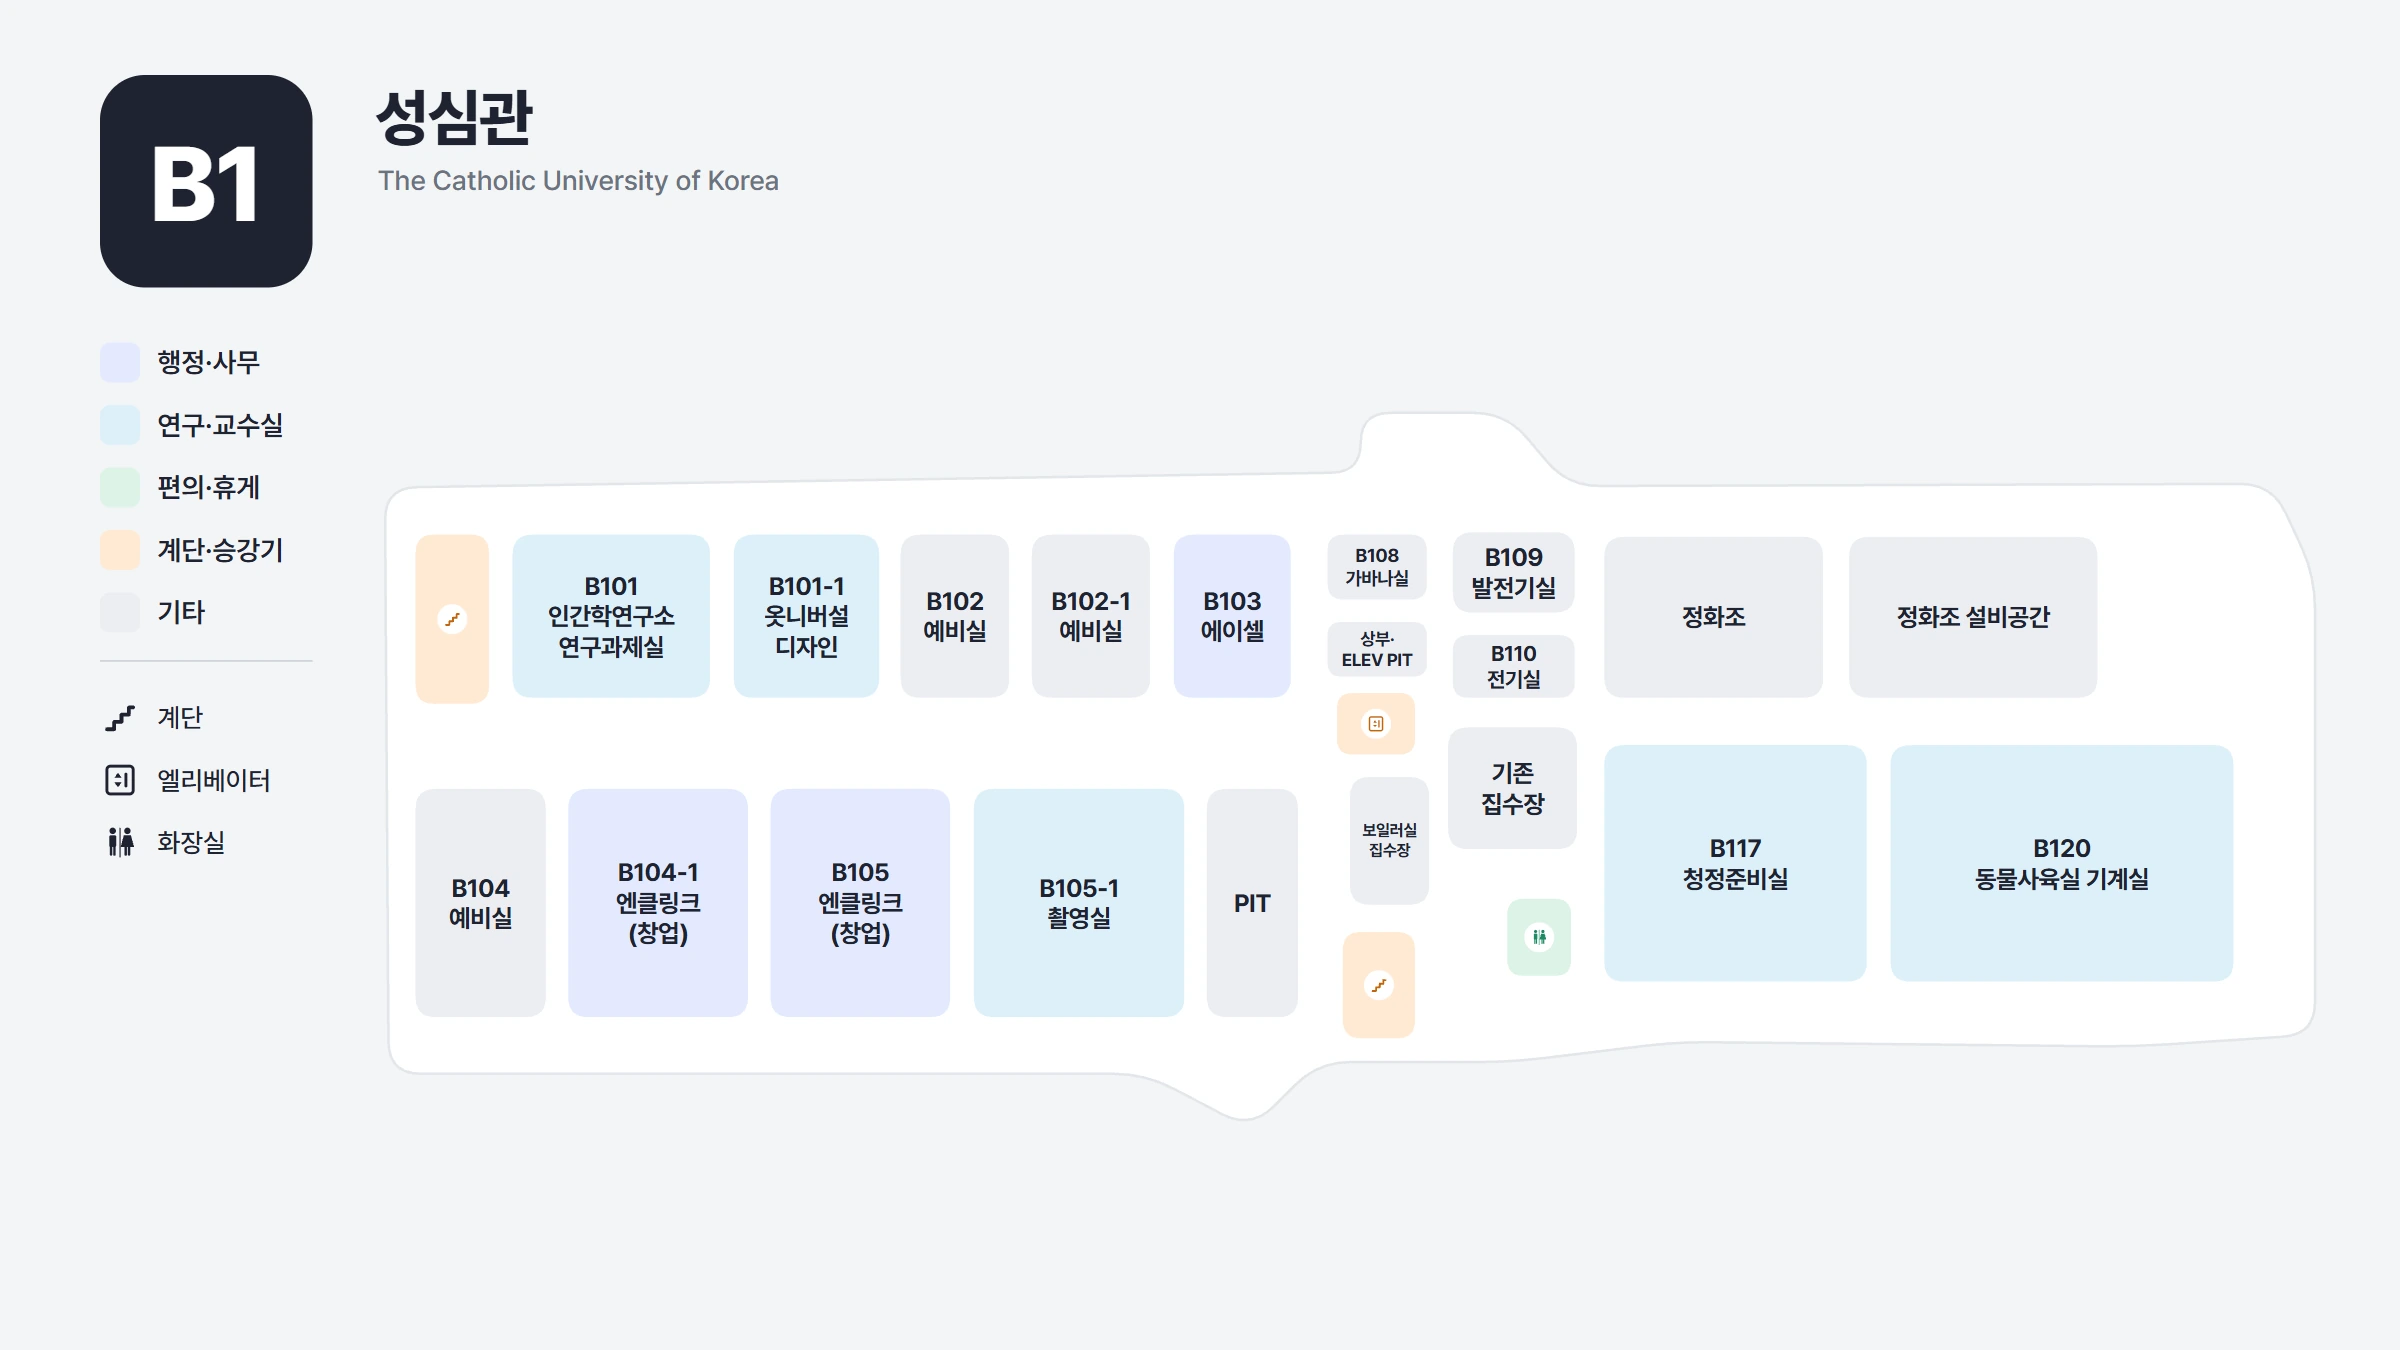 B1
성심관
The Catholic University of Korea
행정·사무
연구·교수실
편의·휴게
계단·승강기
기타
계단
엘리베이터
화장실
B101
인간학연구소
연구과제실
B101-1
옷니버설
디자인
B102
예비실
B102-1
예비실
B103
에이셀
B108
가바나실
상부·
ELEV PIT
B109
발전기실
B110
전기실
정화조
정화조 설비공간
B104
예비실
B104-1
엔클링크
(창업)
B105
엔클링크
(창업)
B105-1
촬영실
PIT
보일러실
집수장
기존
집수장
B117
청정준비실
B120
동물사육실 기계실